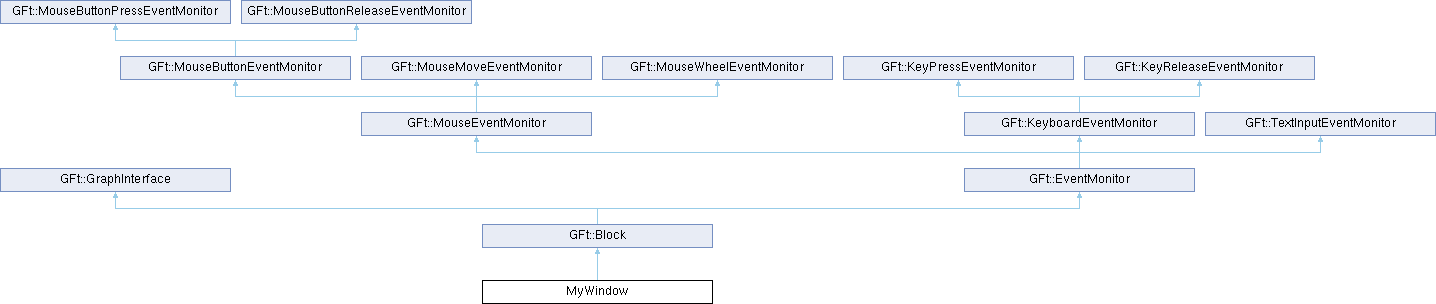 GFt::MouseButtonPressEventMonitor
GFt::MouseButtonReleaseEventMonitor
GFt::MouseButtonEventMonitor
GFt::MouseMoveEventMonitor
GFt::MouseWheelEventMonitor
GFt::KeyPressEventMonitor
GFt::KeyReleaseEventMonitor
GFt::MouseEventMonitor
GFt::KeyboardEventMonitor
GFt::TextInputEventMonitor
GFt::GraphInterface
GFt::EventMonitor
GFt::Block
MyWindow